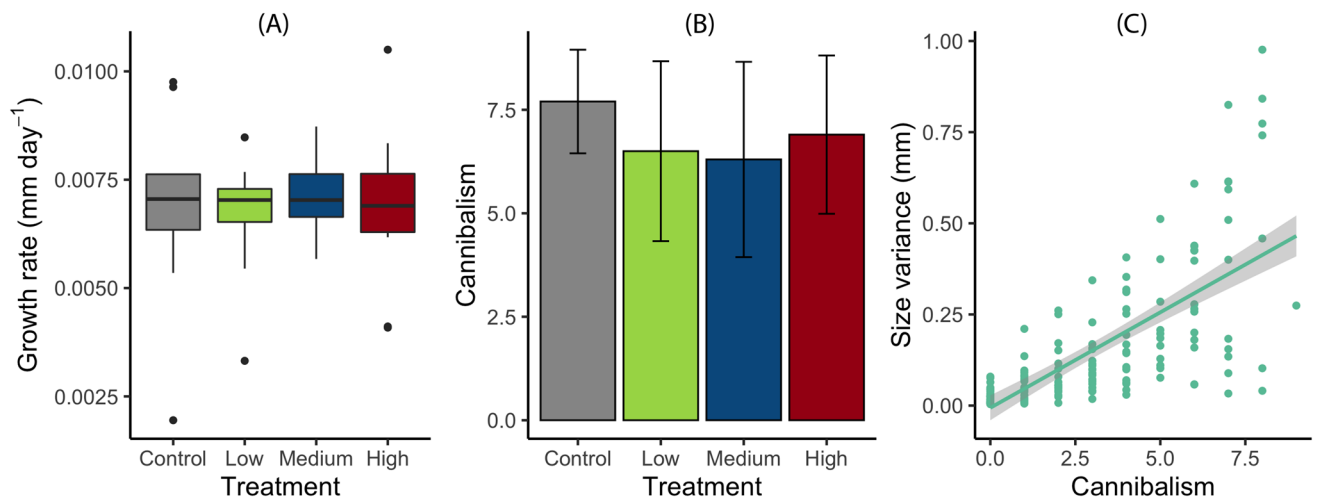 (A)
Growth rate (mm day⁻¹)
0.0100
0.0075
0.0050
0.0025
Control Low Medium High
Treatment
(B)
Cannibalism
7.5
5.0
2.5
0.0
Control Low Medium High
Treatment
(C)
Size variance (mm)
1.00
0.75
0.50
0.25
0.00
0.0 2.5 5.0 7.5
Cannibalism